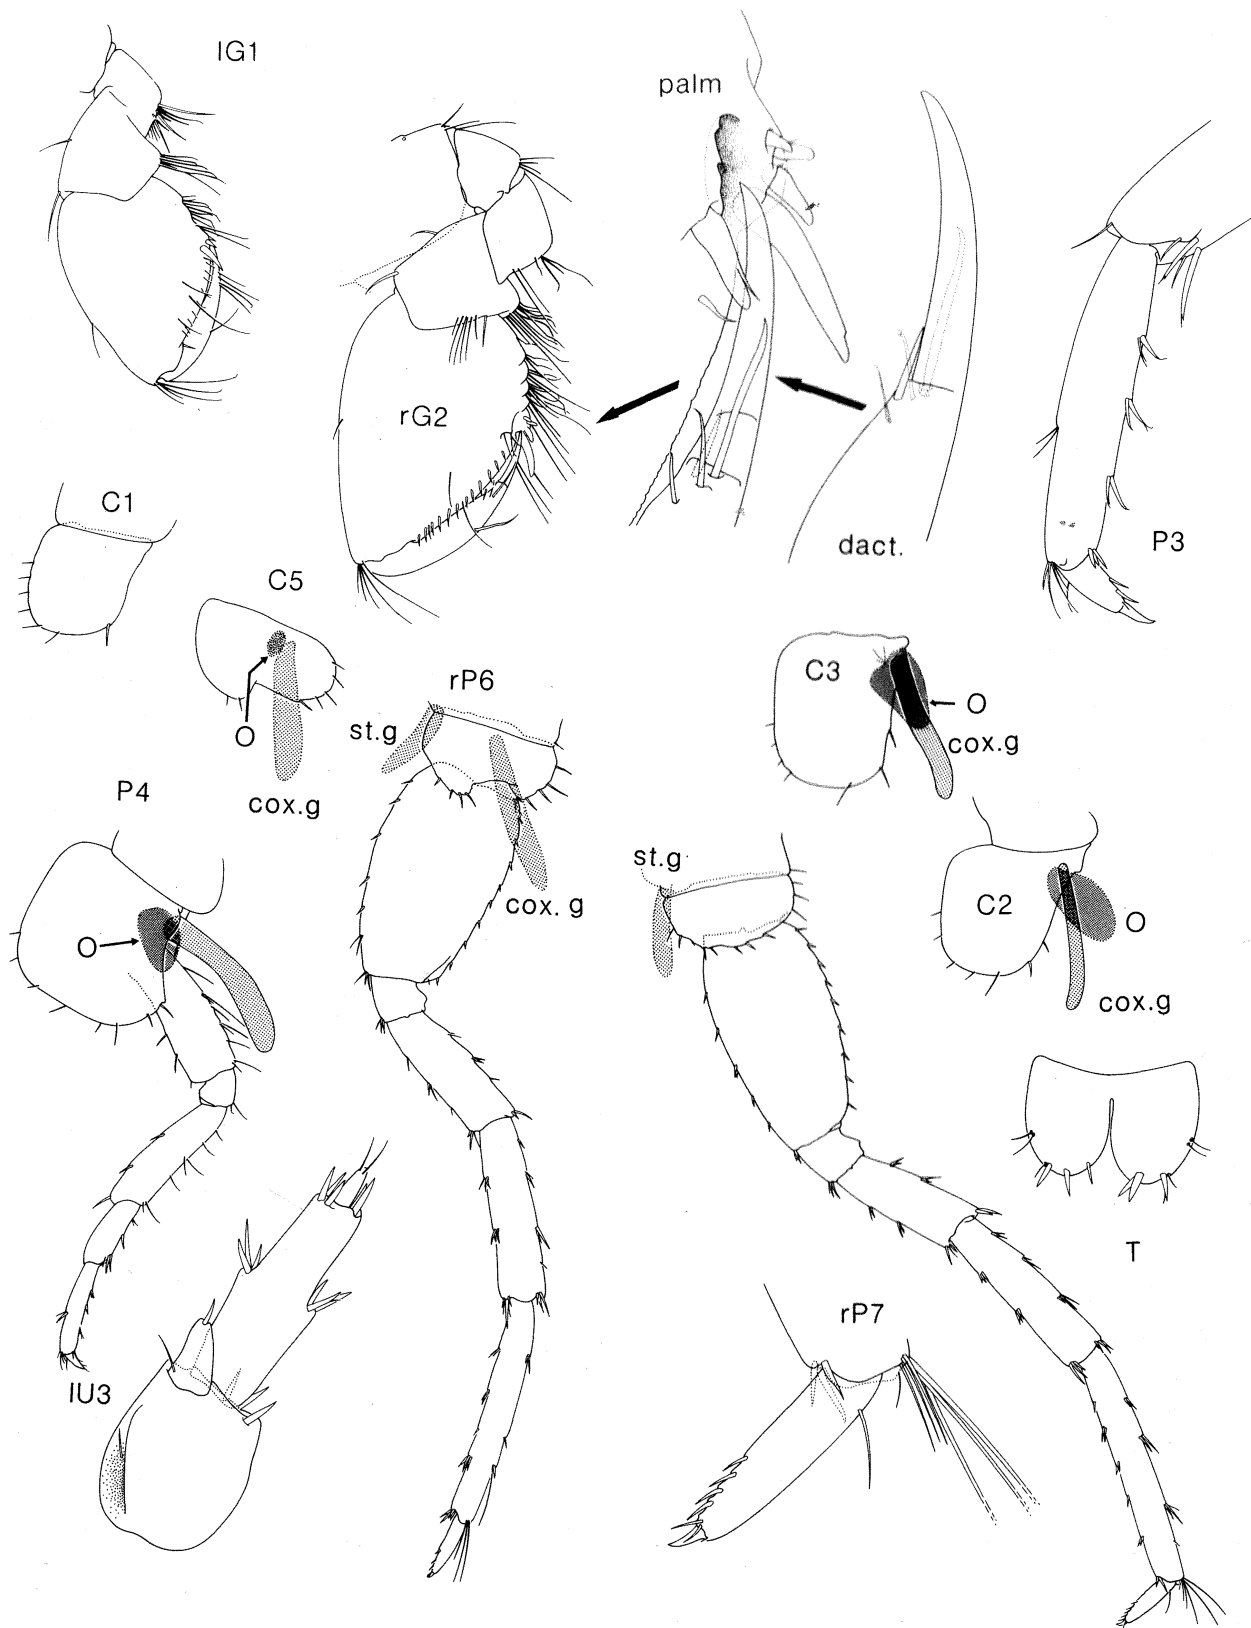 lG1
palm
rG2
dact.
P3
C1
C5
O
cox.g
rP6
st.g
cox. g
C3
O
cox.g
P4
O
st.g
C2
O
cox.g
T
lU3
rP7